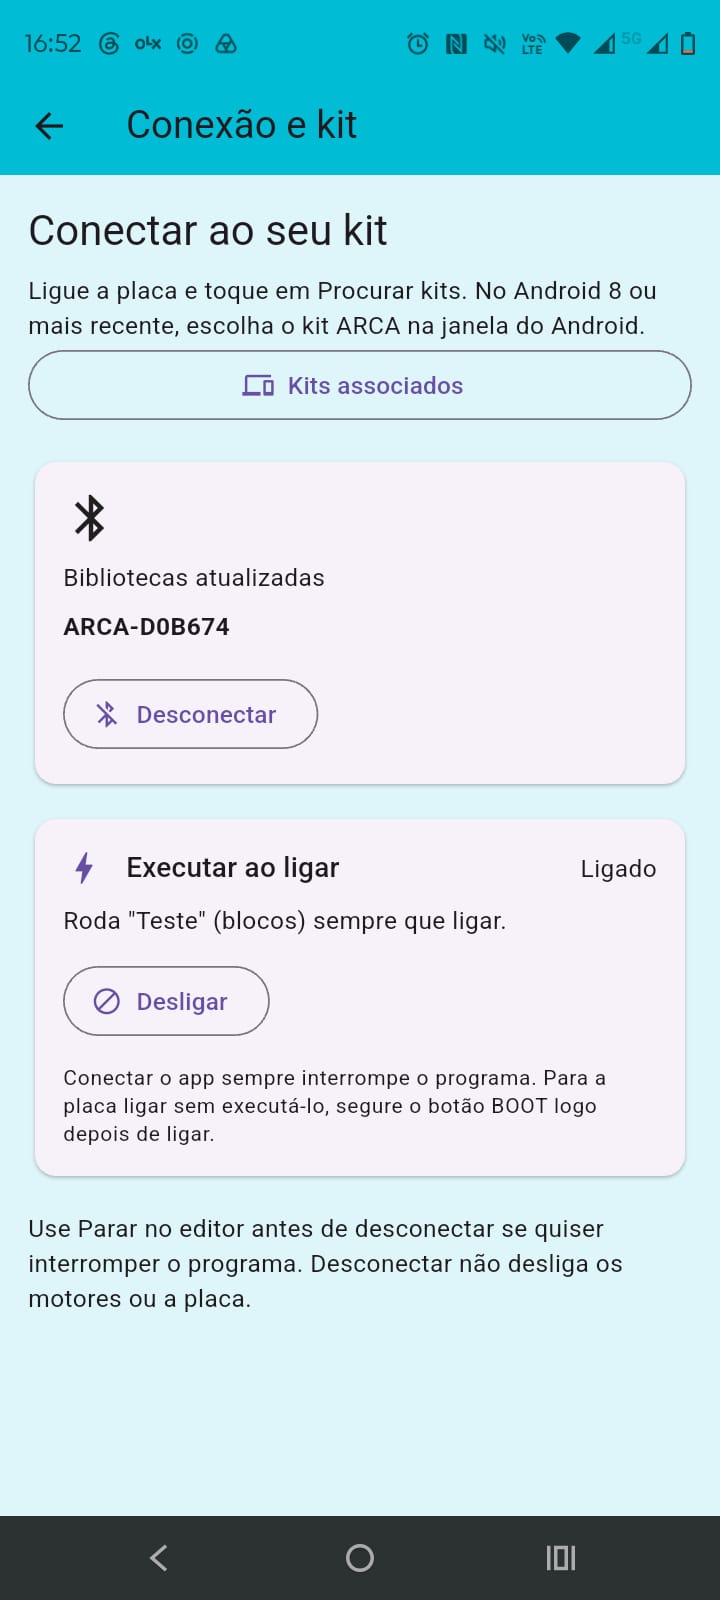 16:52
OLX
VoLTE
5G
Conexão e kit
Conectar ao seu kit
Ligue a placa e toque em Procurar kits. No Android 8 ou
mais recente, escolha o kit ARCA na janela do Android.
Kits associados
Bibliotecas atualizadas
ARCA-D0B674
Desconectar
Executar ao ligar
Ligado
Roda "Teste" (blocos) sempre que ligar.
Desligar
Conectar o app sempre interrompe o programa. Para a
placa ligar sem executá-lo, segure o botão BOOT logo
depois de ligar.
Use Parar no editor antes de desconectar se quiser
interromper o programa. Desconectar não desliga os
motores ou a placa.